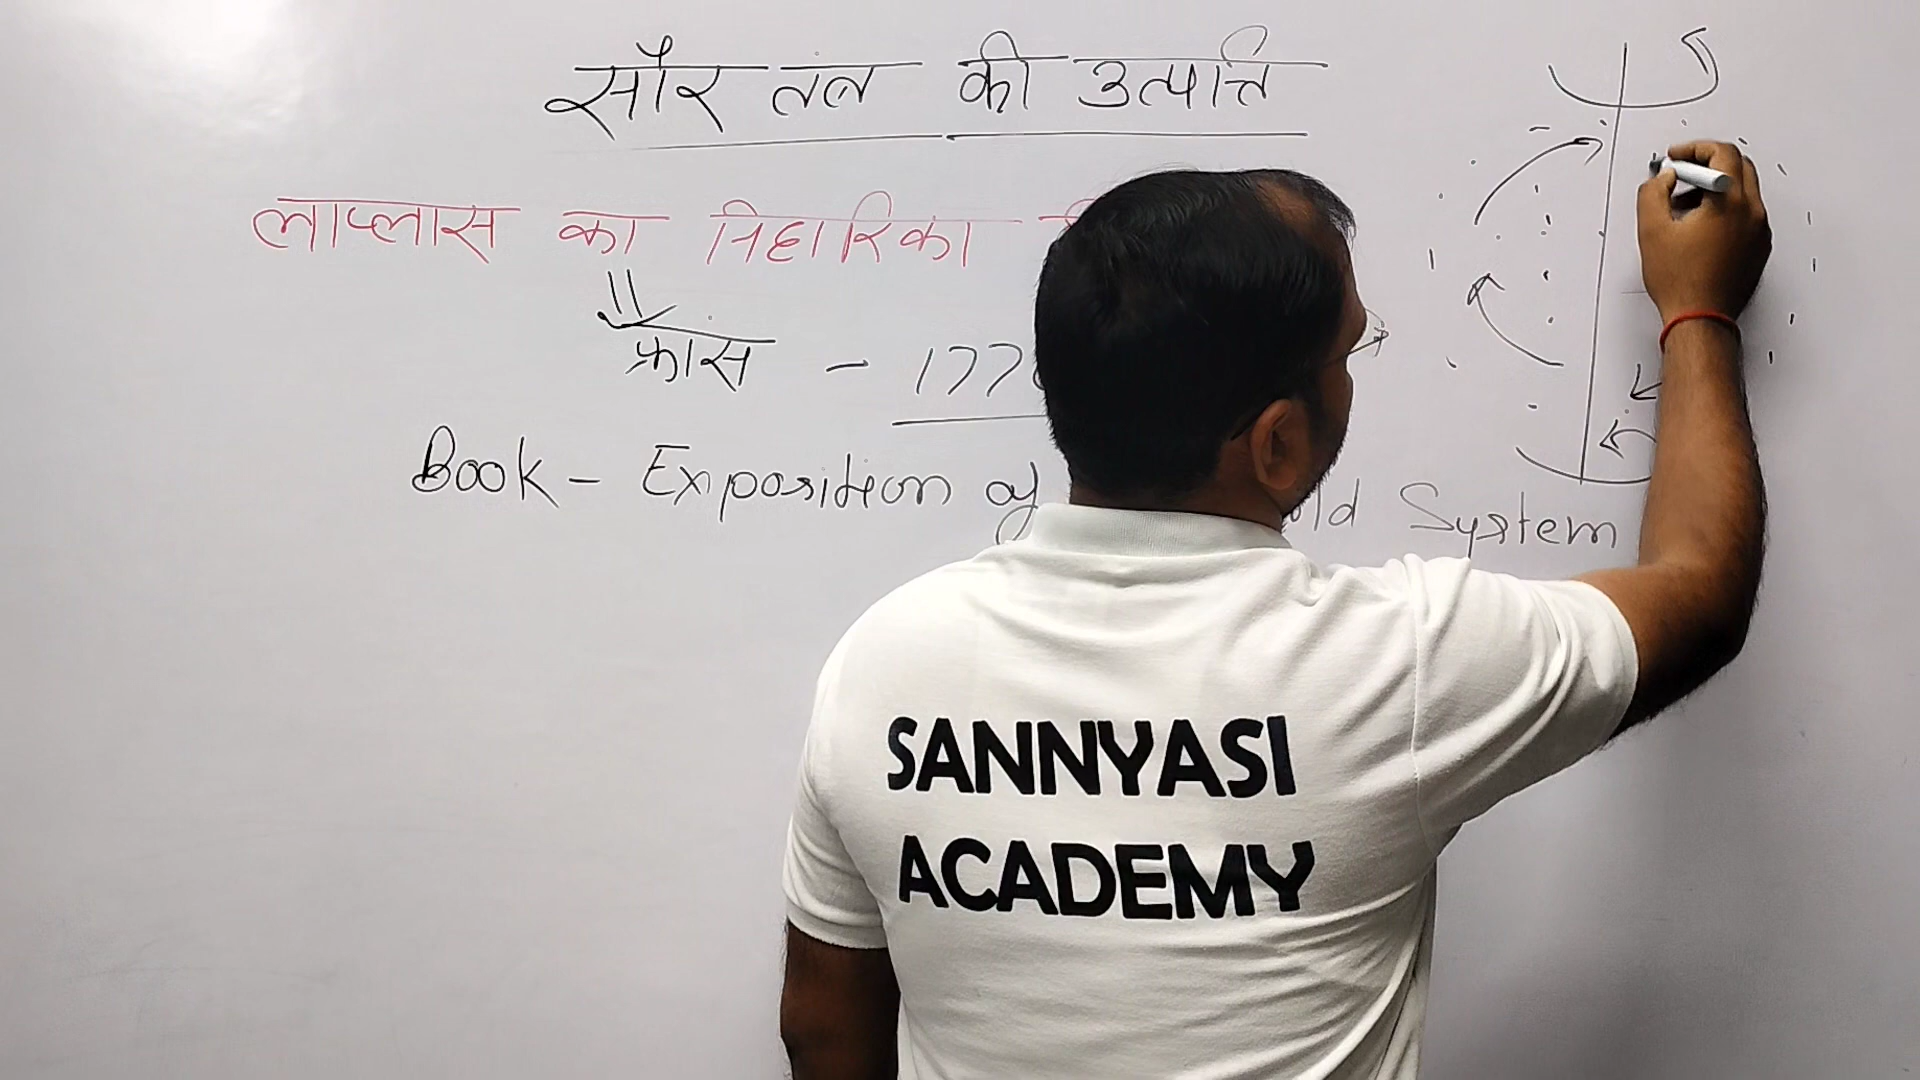 सौर तंल की उत्पत्ति
लाप्लास का निहारिका
फ्रांस - 177
Book - Exposition of
System
SANNYASI
ACADEMY